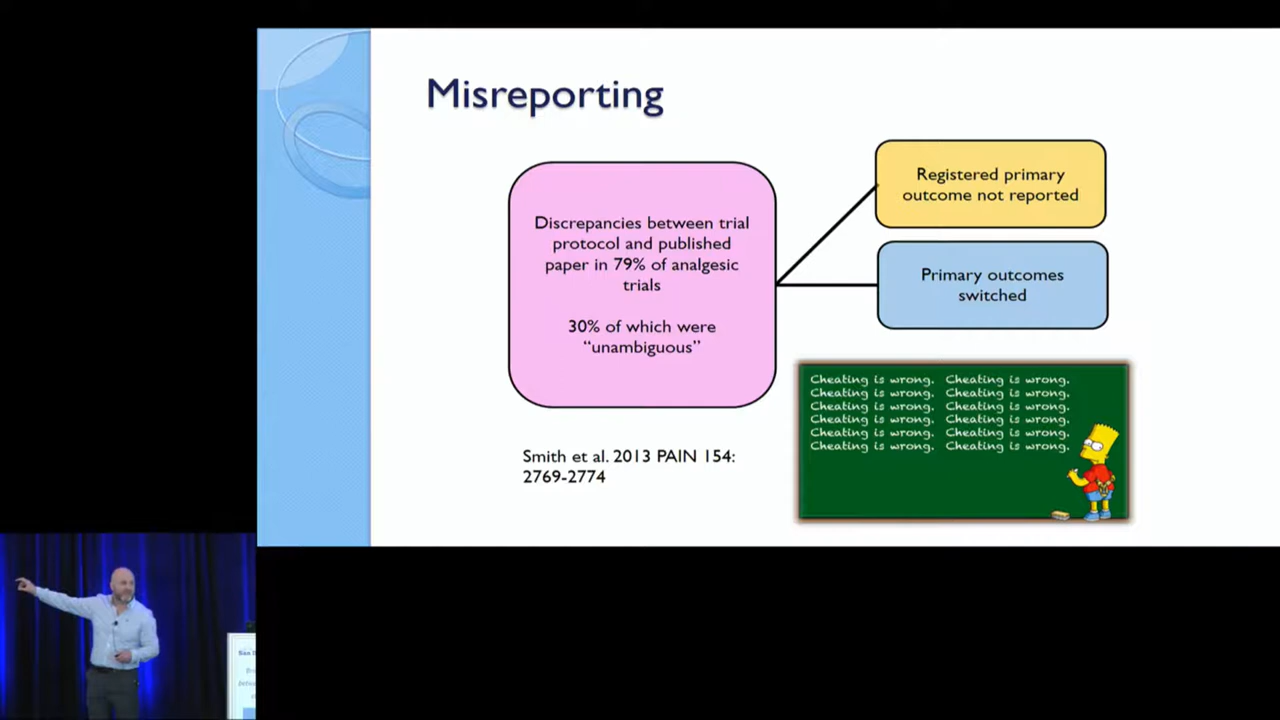 Misreporting
Discrepancies between trial
protocol and published
paper in 79% of analgesic
trials
30% of which were
“unambiguous”
Registered primary
outcome not reported
Primary outcomes
switched
Cheating is wrong. Cheating is wrong.
Cheating is wrong. Cheating is wrong.
Cheating is wrong. Cheating is wrong.
Cheating is wrong. Cheating is wrong.
Cheating is wrong. Cheating is wrong.
Cheating is wrong. Cheating is wrong.
Smith et al. 2013 PAIN 154:
2769-2774